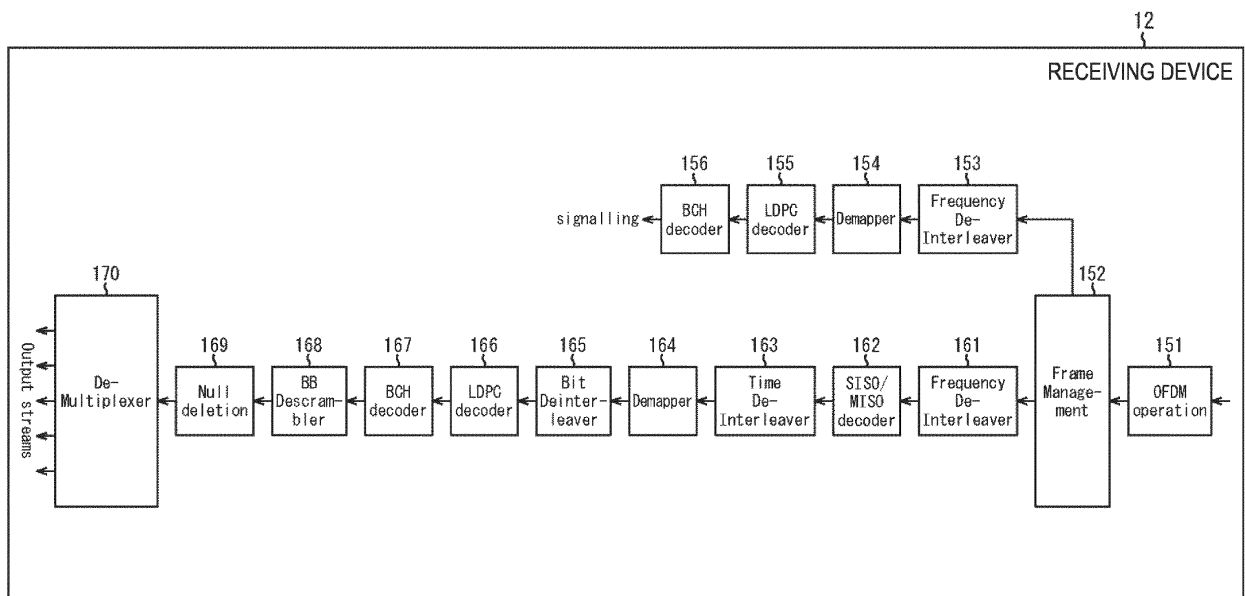 12
RECEIVING DEVICE
156
155
154
153
signalling
BCH
decoder
LDPC
decoder
Demapper
Frequency
De-
Interleaver
170
152
169
168
167
166
165
164
163
162
161
151
Output streams
De-
Multiplexer
Null
deletion
BB
Descram-
bler
BCH
decoder
LDPC
decoder
Bit
Deinter-
leaver
Demapper
Time
De-
Interleaver
SISO/
MISO
decoder
Frequency
De-
Interleaver
Frame
Manage-
ment
OFDM
operation